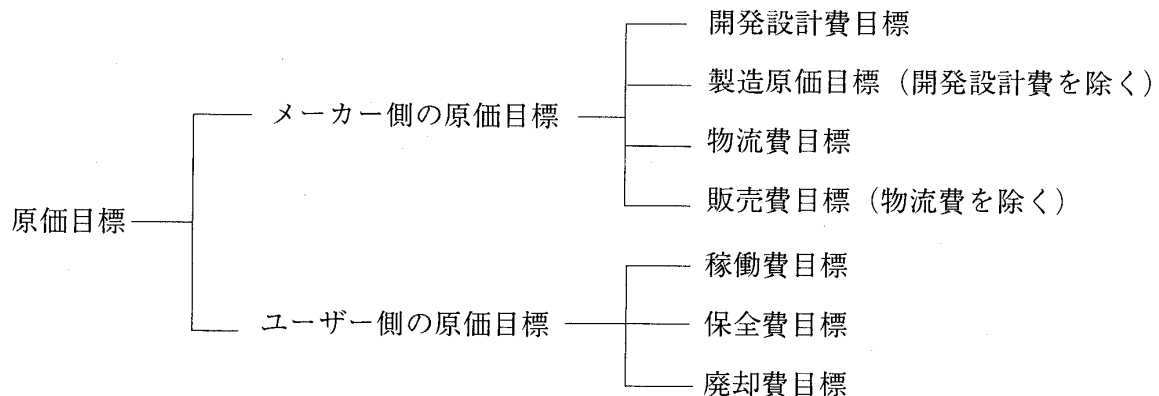 原価目標
メーカー側の原価目標
開発設計費目標
製造原価目標（開発設計費を除く）
物流費目標
販売費目標（物流費を除く）
ユーザー側の原価目標
稼働費目標
保全費目標
廃却費目標